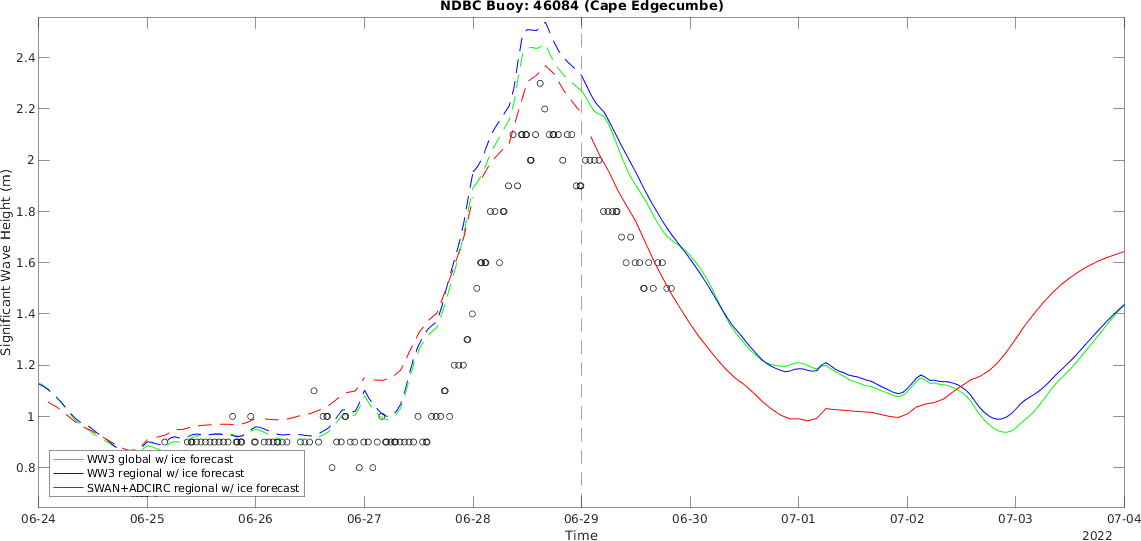 NDBC Buoy: 46084 (Cape Edgecumbe)
Significant Wave Height (m)
2.4
2.2
2
1.8
1.6
1.4
1.2
1
0.8
WW3 global w/ ice forecast
WW3 regional w/ ice forecast
SWAN+ADCIRC regional w/ ice forecast
06-24 06-25 06-26 06-27 06-28 06-29 06-30 07-01 07-02 07-03 07-04
Time
2022